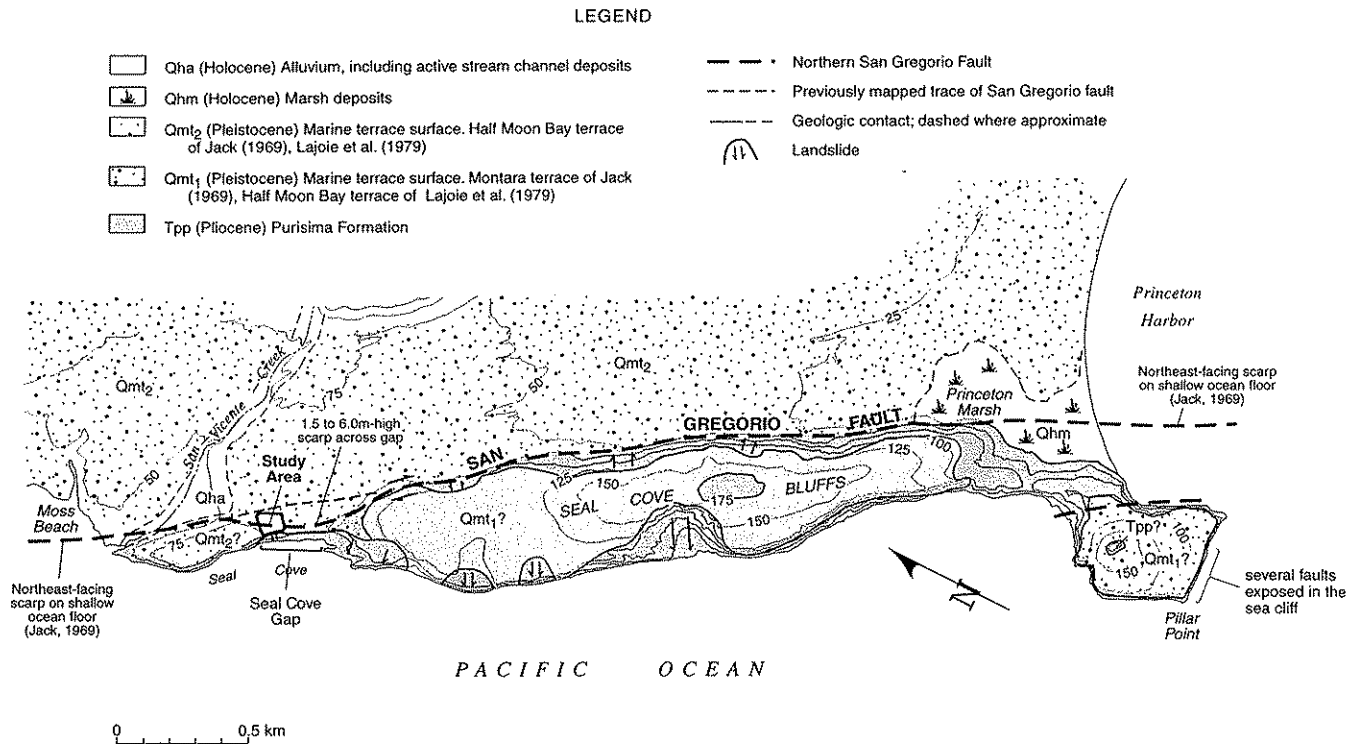 LEGEND
Qha (Holocene) Alluvium, including active stream channel deposits
Qhm (Holocene) Marsh deposits
Qmt2 (Pleistocene) Marine terrace surface. Half Moon Bay terrace
of Jack (1969), Lajoie et al. (1979)
Qmt1 (Pleistocene) Marine terrace surface. Montara terrace of Jack
(1969), Half Moon Bay terrace of Lajoie et al. (1979)
Tpp (Pliocene) Purisima Formation
Northern San Gregorio Fault
Previously mapped trace of San Gregorio fault
Geologic contact; dashed where approximate
Landslide
Princeton
Harbor
25
Qmt2
San Vicente Creek
75
50
Qmt2
Northeast-facing scarp
on shallow ocean floor
(Jack, 1969)
Princeton
Marsh
1.5 to 6.0m-high
scarp across gap
SAN GREGORIO FAULT
Qhm
50
Study
Area
Qha
Moss
Beach
125
150
175
125
100
SEAL COVE BLUFFS
150
Qmt1?
75
Qmt2?
Seal Cove
Seal Cove
Gap
Northeast-facing
scarp on shallow
ocean floor
(Jack, 1969)
Tpp?
100
Qmt1?
150
several faults
exposed in the
sea cliff
Pillar
Point
N
PACIFIC OCEAN
0 0.5 km